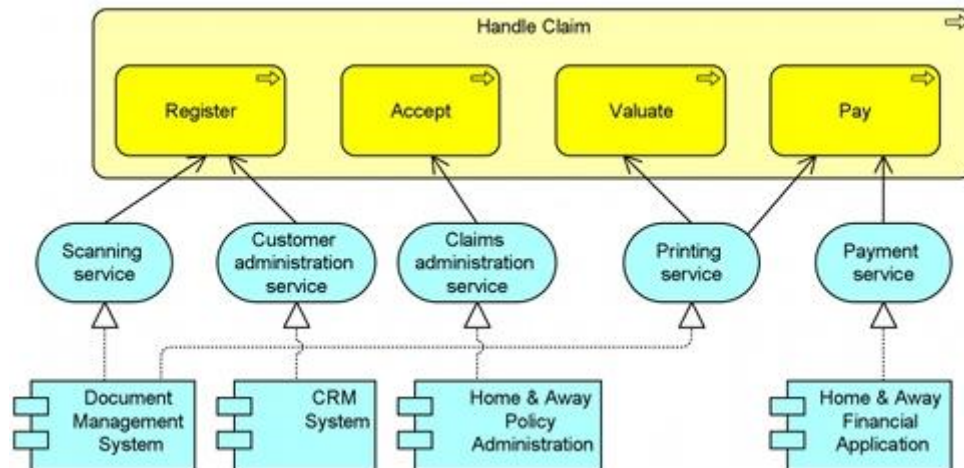 Handle Claim
Register
Accept
Valuate
Pay
Scanning
service
Customer
administration
service
Claims
administration
service
Printing
service
Payment
service
Document
Management
System
CRM
System
Home & Away
Policy
Administration
Home & Away
Financial
Application